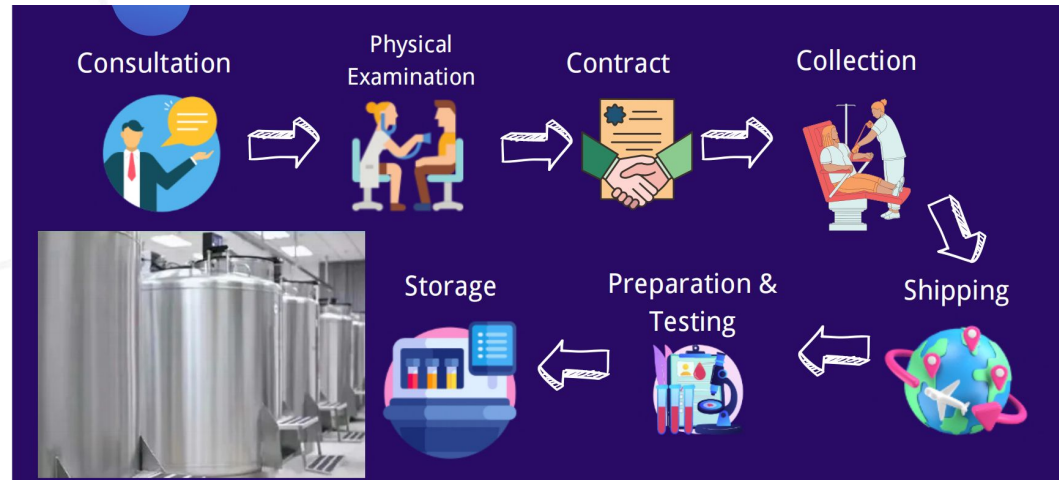 Consultation
Physical
Examination
Contract
Collection
Shipping
Preparation &
Testing
Storage